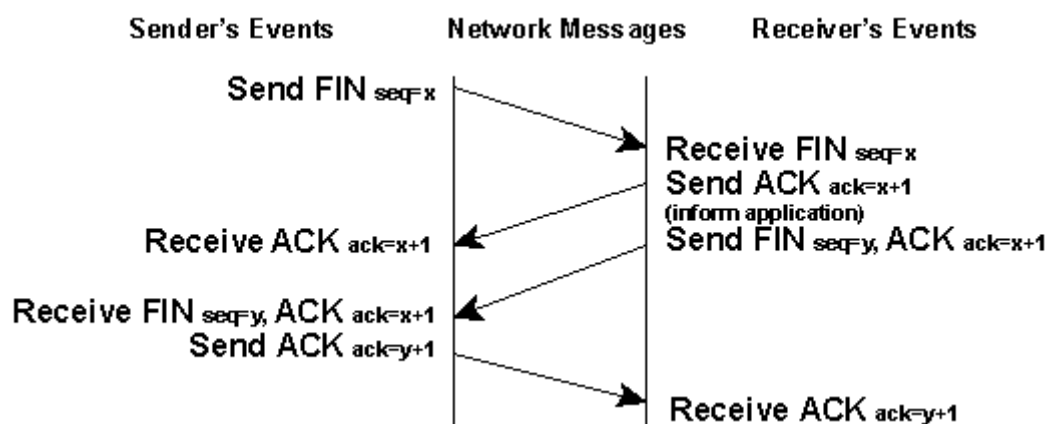 Sender's Events Network Messages Receiver's Events
Send FIN seq=x
Receive FIN seq=x
Send ACK ack=x+1
(inform application)
Receive ACK ack=x+1
Send FIN seq=y, ACK ack=x+1
Receive FIN seq=y, ACK ack=x+1
Send ACK ack=y+1
Receive ACK ack=y+1